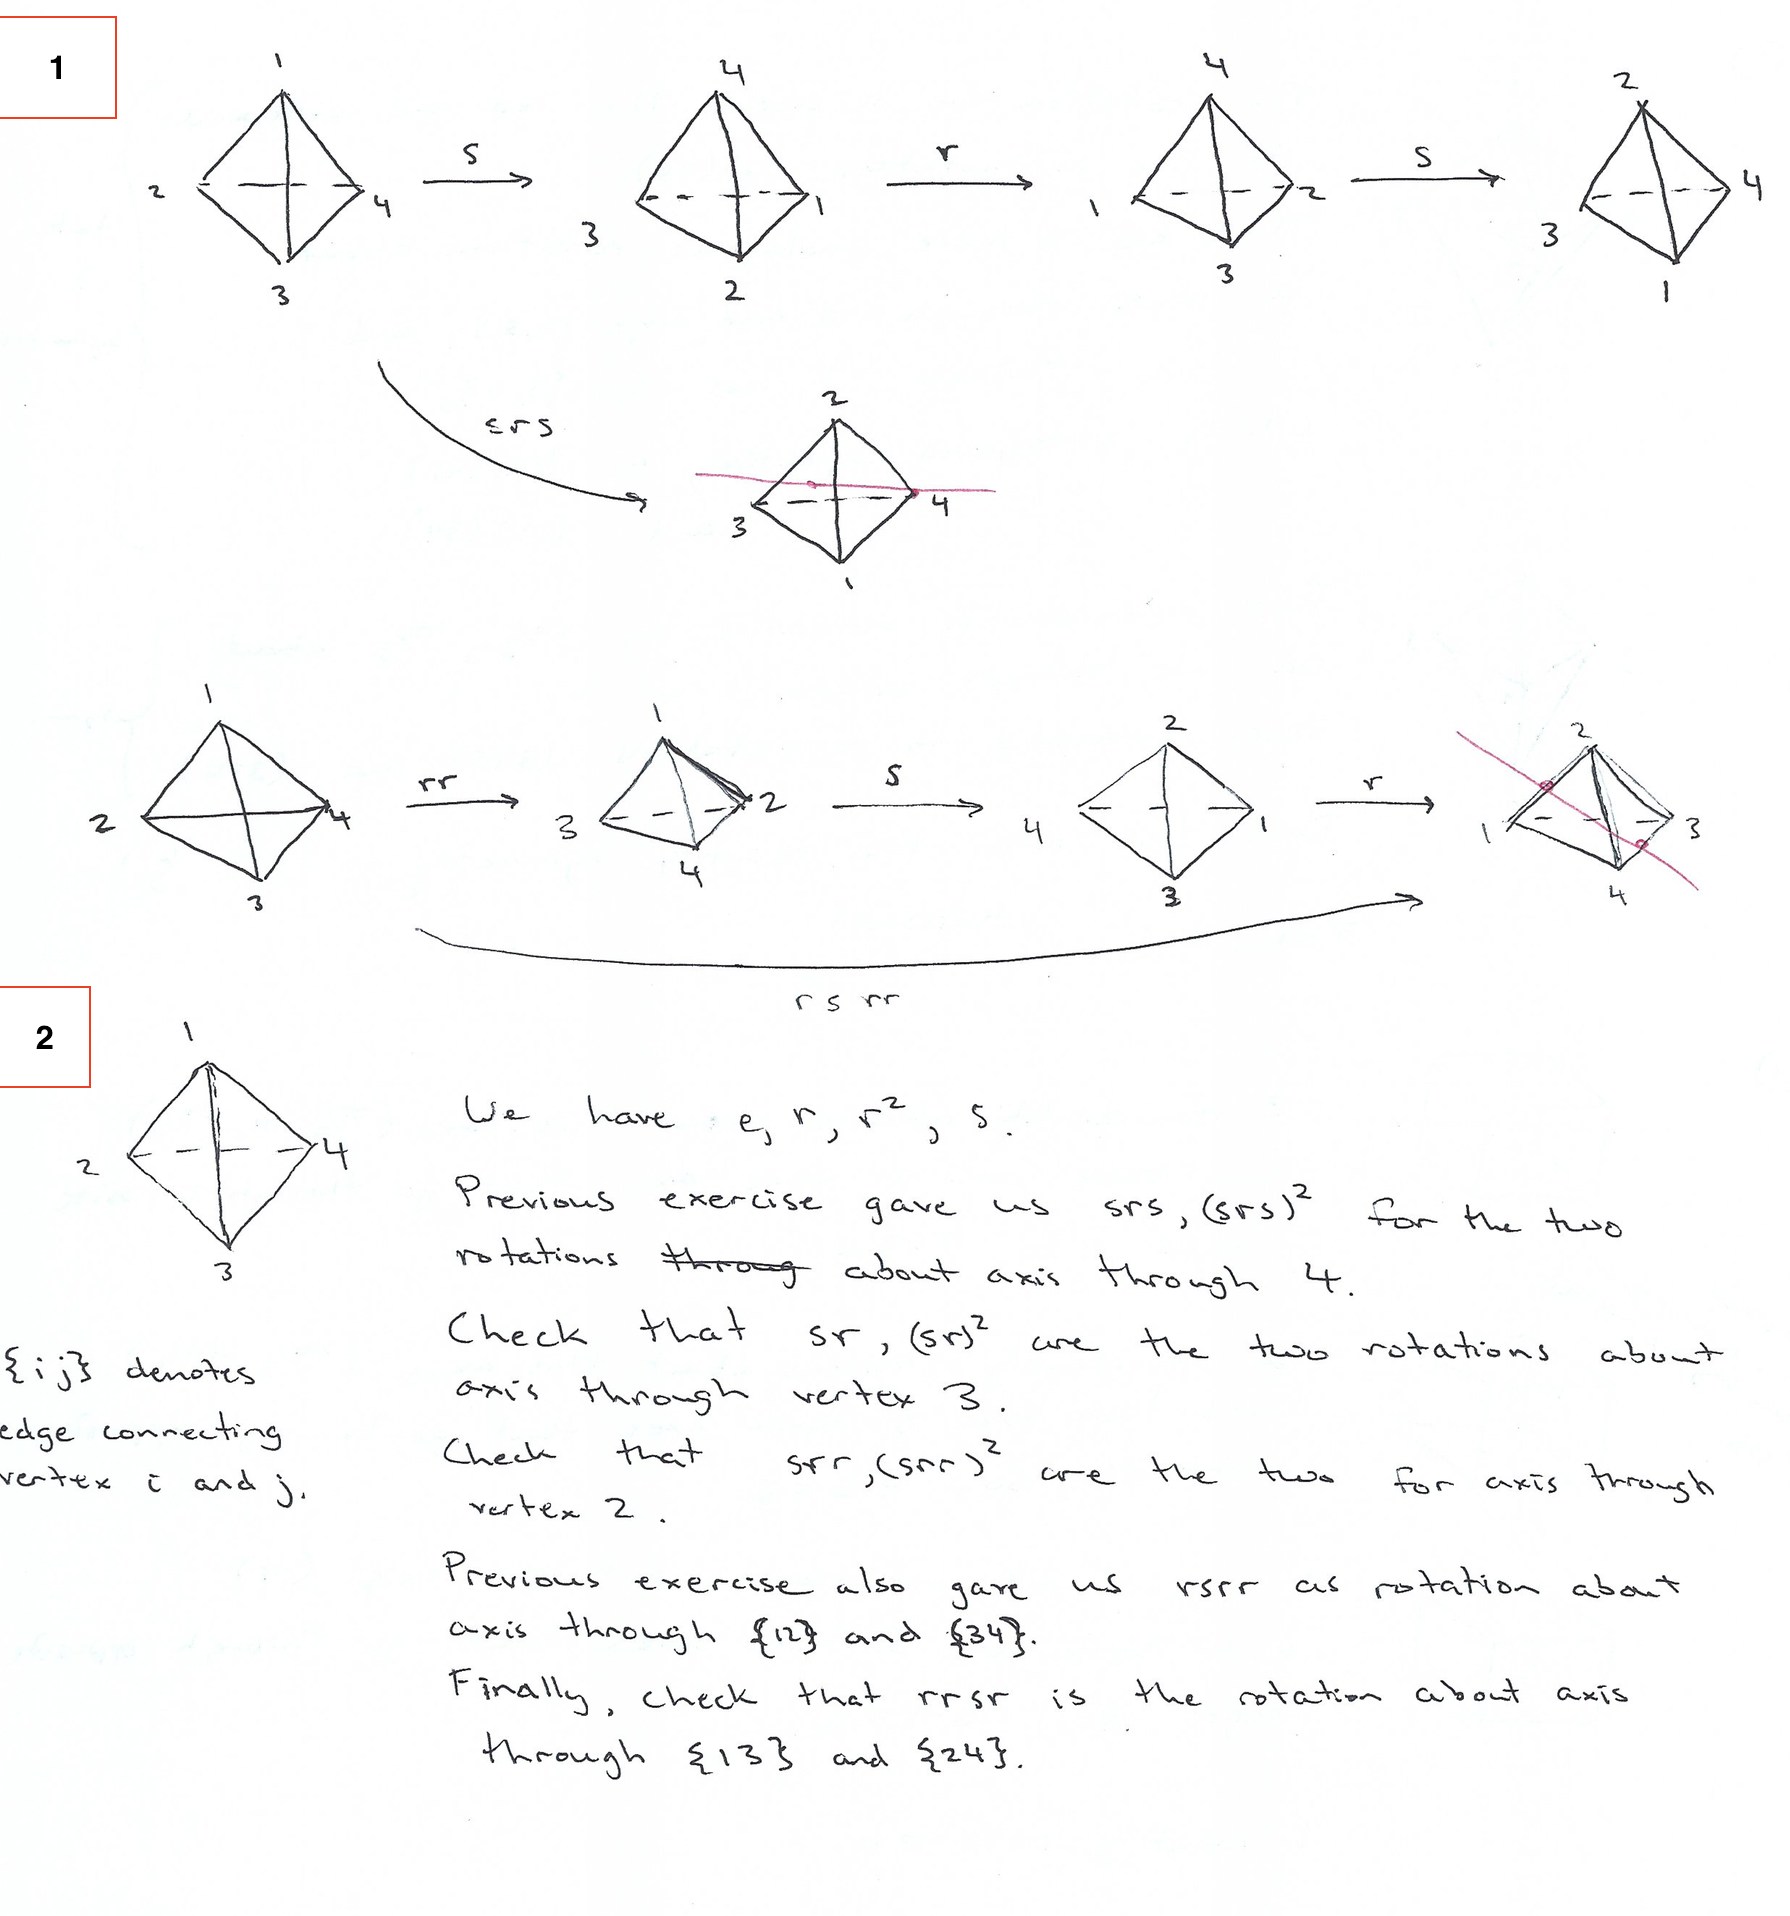 1
1 4 4 2
s r s
2 4 3 1 1 2 3 4
3 2 3 1
srs
2
3 4
1
1 1 2 2
rr s r
2 4 3 2 4 1 1 3
3 4 3 4
r s rr
2
1
2 4
3
We have e, r, r², s.
Previous exercise gave us srs, (srs)² for the two
rotations throug about axis through 4.
Check that sr, (sr)² are the two rotations about
axis through vertex 3.
Check that srr, (srr)² are the two for axis through
vertex 2.
Previous exercise also gave us rsrr as rotation about
axis through {12} and {34}.
Finally, check that rrsr is the rotation about axis
through {13} and {24}.
{ij} denotes
edge connecting
vertex i and j.